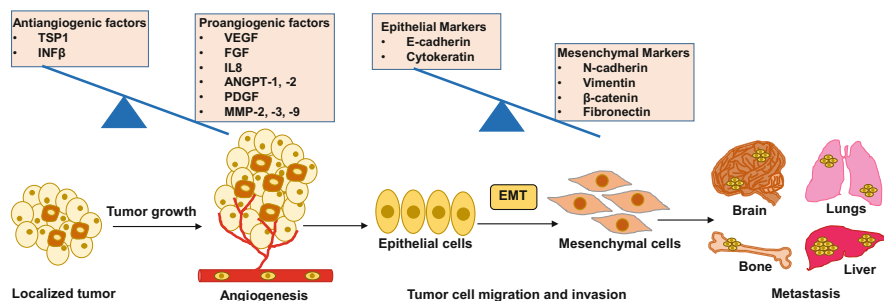 Antiangiogenic factors
• TSP1
• INFβ
Proangiogenic factors
• VEGF
• FGF
• IL8
• ANGPT-1, -2
• PDGF
• MMP-2, -3, -9
Epithelial Markers
• E-cadherin
• Cytokeratin
Mesenchymal Markers
• N-cadherin
• Vimentin
• β-catenin
• Fibronectin
Tumor growth
EMT
Epithelial cells
Mesenchymal cells
Brain
Lungs
Bone
Liver
Localized tumor
Angiogenesis
Tumor cell migration and invasion
Metastasis